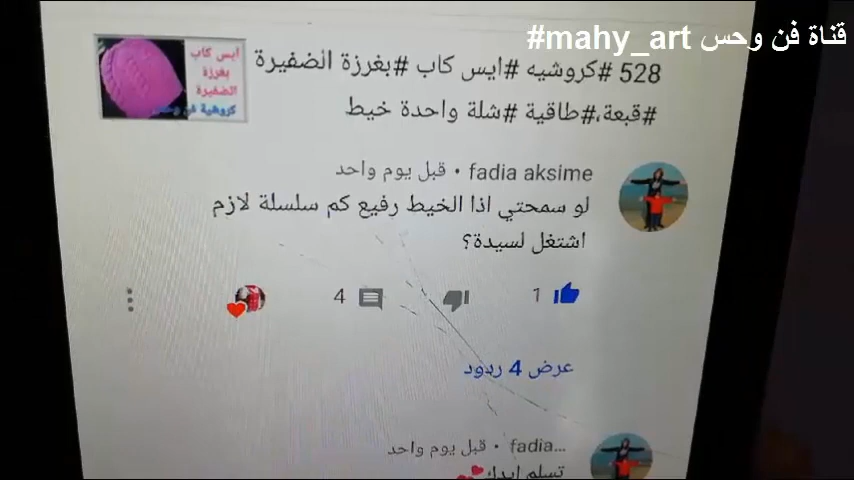 قناة فن وحس mahy_art#
528 #كروشيه #ايس كاب #بغرزة الضفيرة
#قبعة،#طاقية #شلة واحدة خيط
ايس كاب
بغرزة
الضفيرة
كروشية فن وحس
fadia aksime • قبل يوم واحد
لو سمحتي اذا الخيط رفيع كم سلسلة لازم
اشتغل لسيدة؟
1
4
عرض 4 ردود
fadia... • قبل يوم واحد
تسلم ايدك